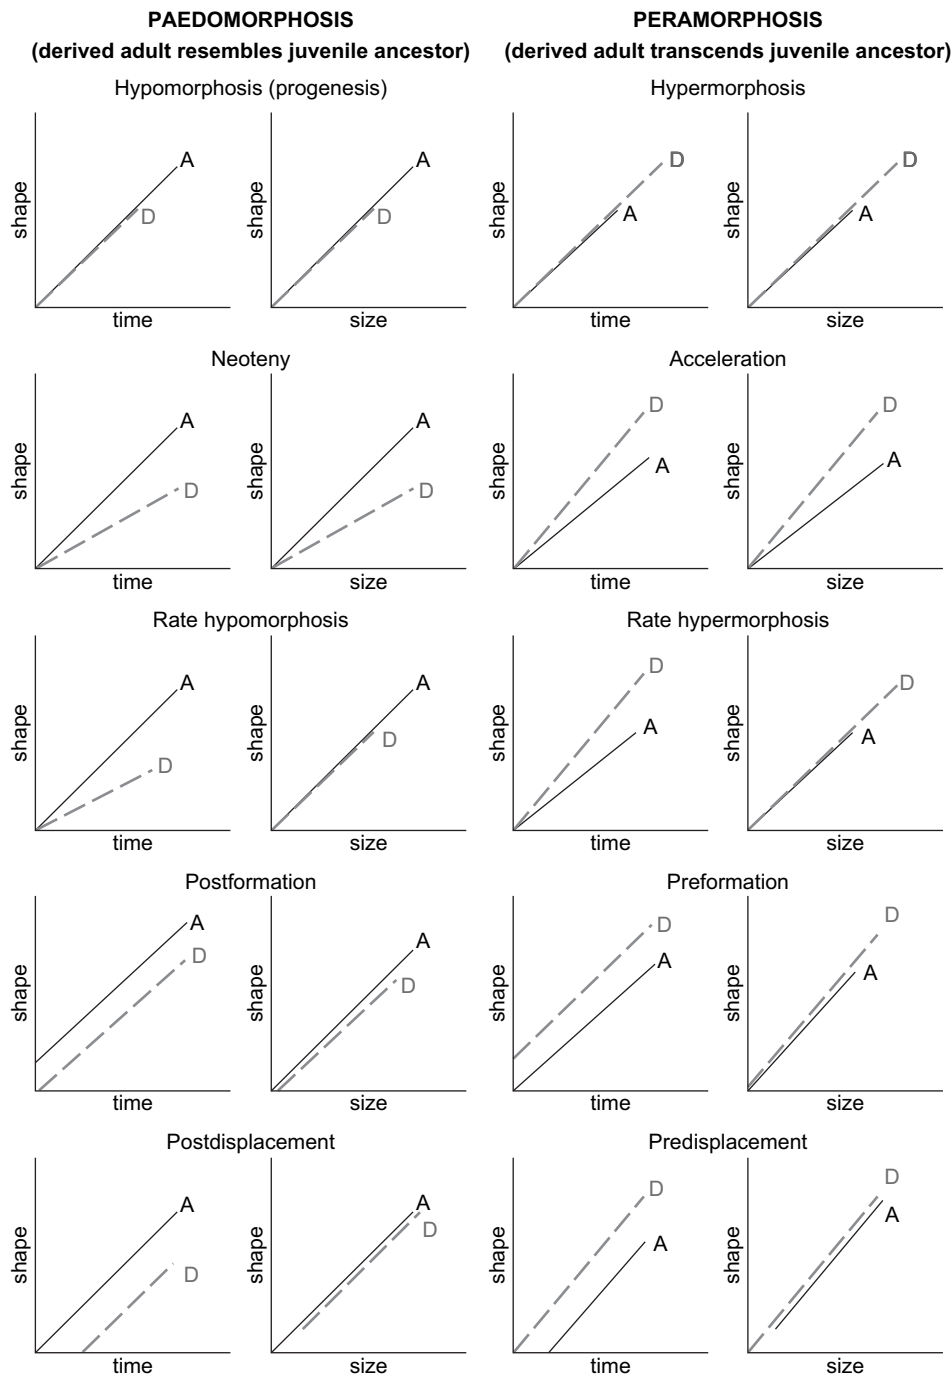 PAEDOMORPHOSIS
(derived adult resembles juvenile ancestor)
PERAMORPHOSIS
(derived adult transcends juvenile ancestor)
Hypomorphosis (progenesis)
Hypermorphosis
shape
A
D
time
shape
A
D
size
shape
D
A
time
shape
D
A
size
Neoteny
Acceleration
shape
A
D
time
shape
A
D
size
shape
D
A
time
shape
D
A
size
Rate hypomorphosis
Rate hypermorphosis
shape
A
D
time
shape
A
D
size
shape
D
A
time
shape
D
A
size
Postformation
Preformation
shape
A
D
time
shape
A
D
size
shape
D
A
time
shape
D
A
size
Postdisplacement
Predisplacement
shape
A
D
time
shape
A
D
size
shape
D
A
time
shape
D
A
size